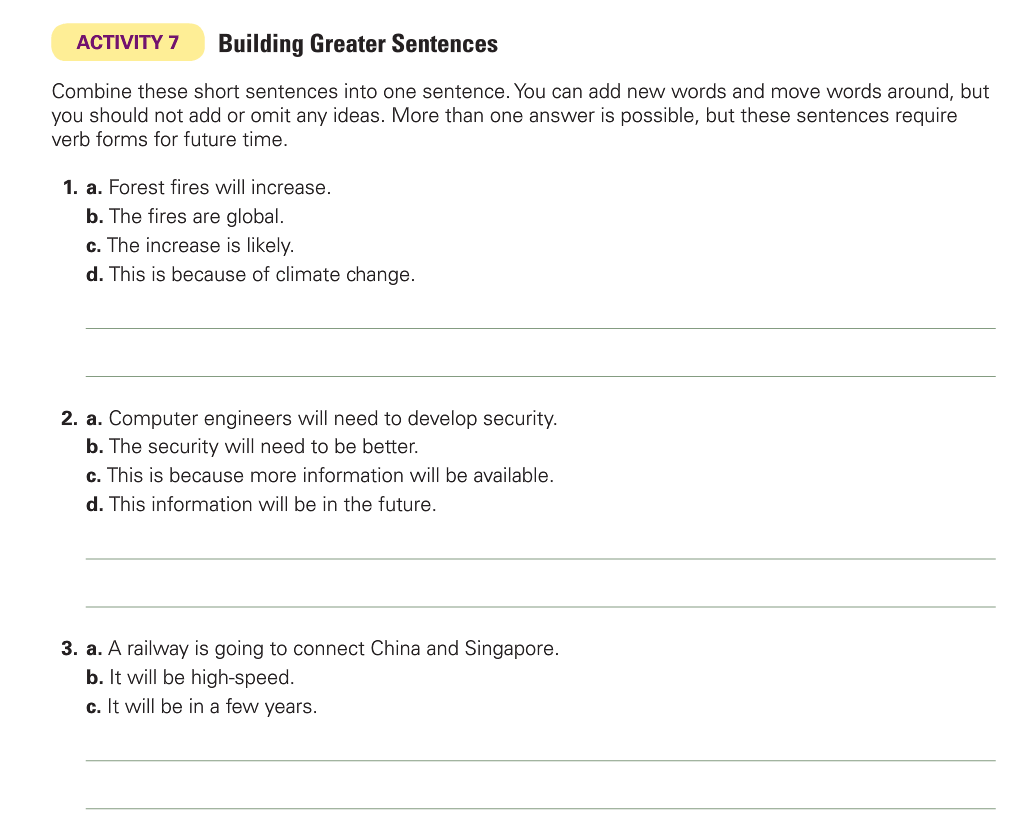 ACTIVITY 7 Building Greater Sentences
Combine these short sentences into one sentence. You can add new words and move words around, but
you should not add or omit any ideas. More than one answer is possible, but these sentences require
verb forms for future time.
1. a. Forest fires will increase.
b. The fires are global.
c. The increase is likely.
d. This is because of climate change.
2. a. Computer engineers will need to develop security.
b. The security will need to be better.
c. This is because more information will be available.
d. This information will be in the future.
3. a. A railway is going to connect China and Singapore.
b. It will be high-speed.
c. It will be in a few years.